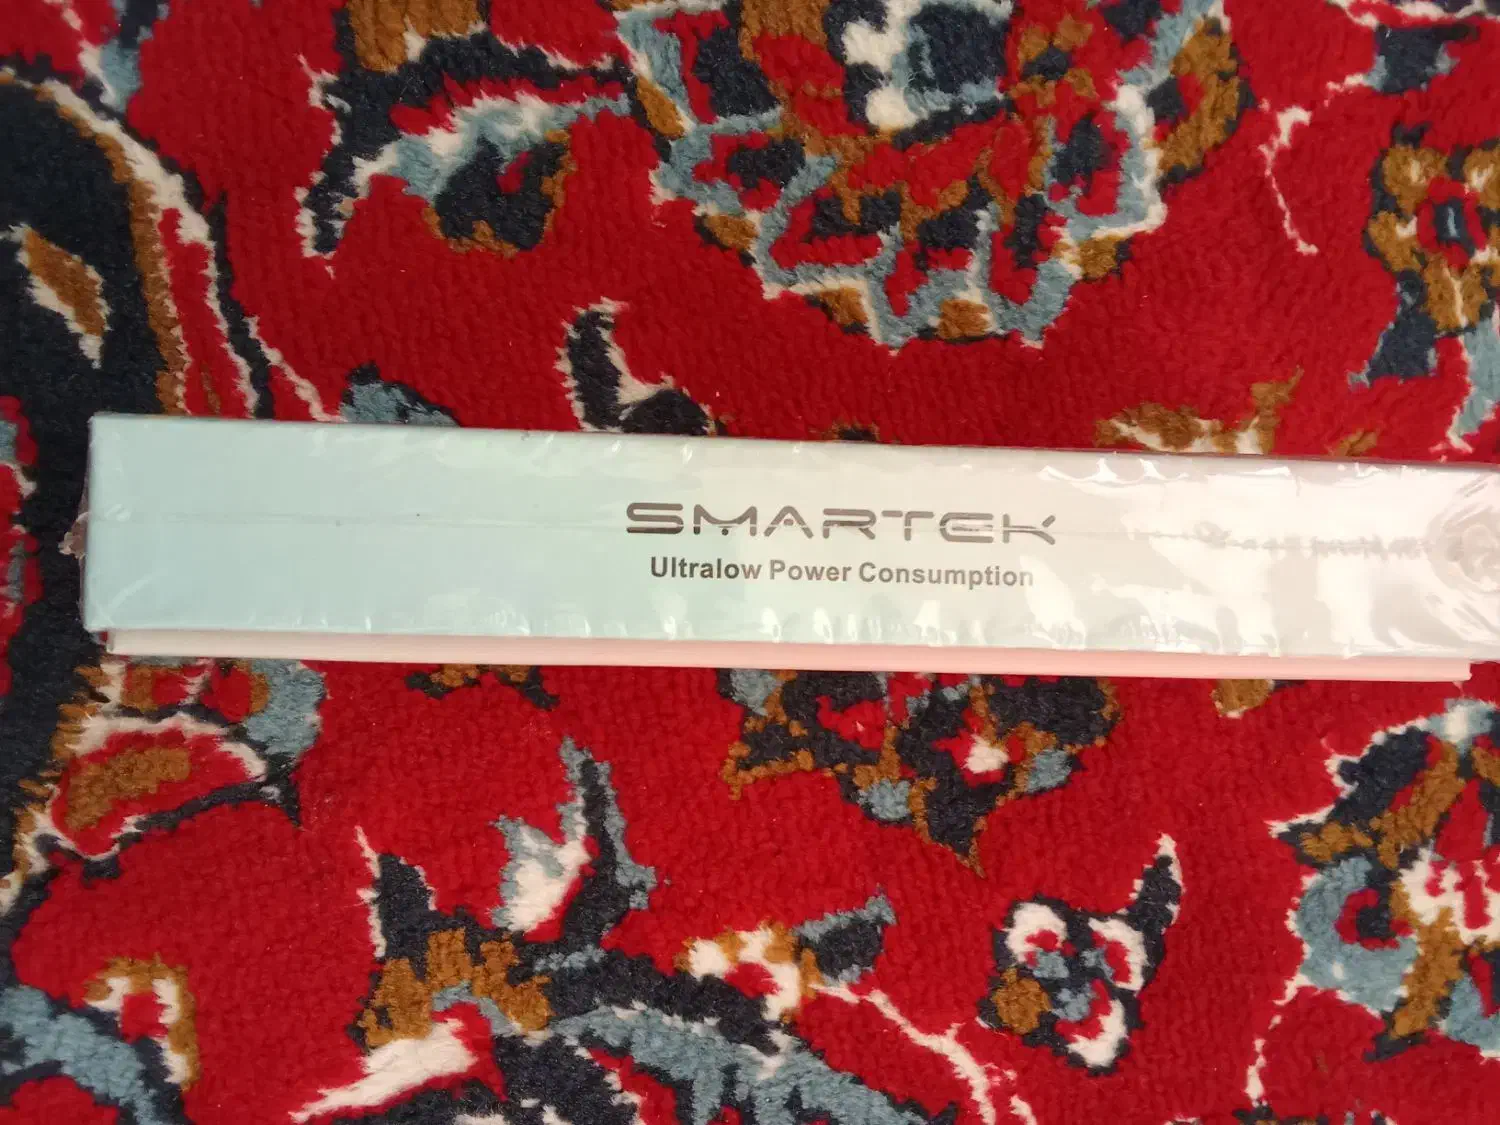 SMARTEK
Ultralow Power Consumption